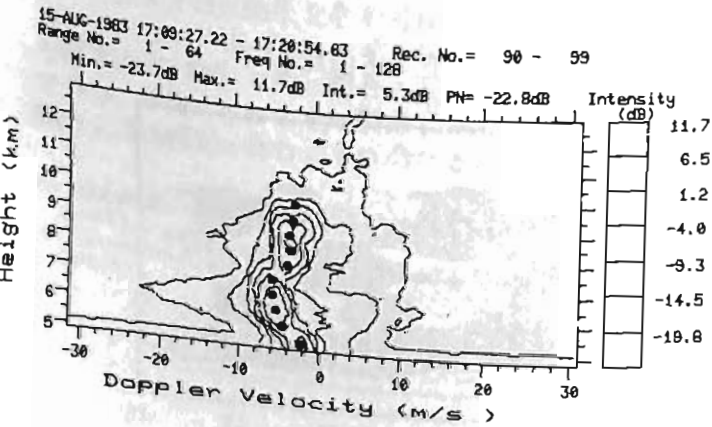 15-AUG-1983 17:09:27.22 - 17:20:54.83 Rec. No.= 90 - 99
Range No.= 1 - 64 Freq No.= 1 - 128
Min.= -23.7dB Max.= 11.7dB Int.= 5.3dB PN= -22.8dB
Intensity
(dB)
11.7
6.5
1.2
-4.0
-9.3
-14.5
-19.8
Height (km)
12
11
10
9
8
7
6
5
-30 -20 -10 0 10 20 30
Doppler Velocity (m/s )